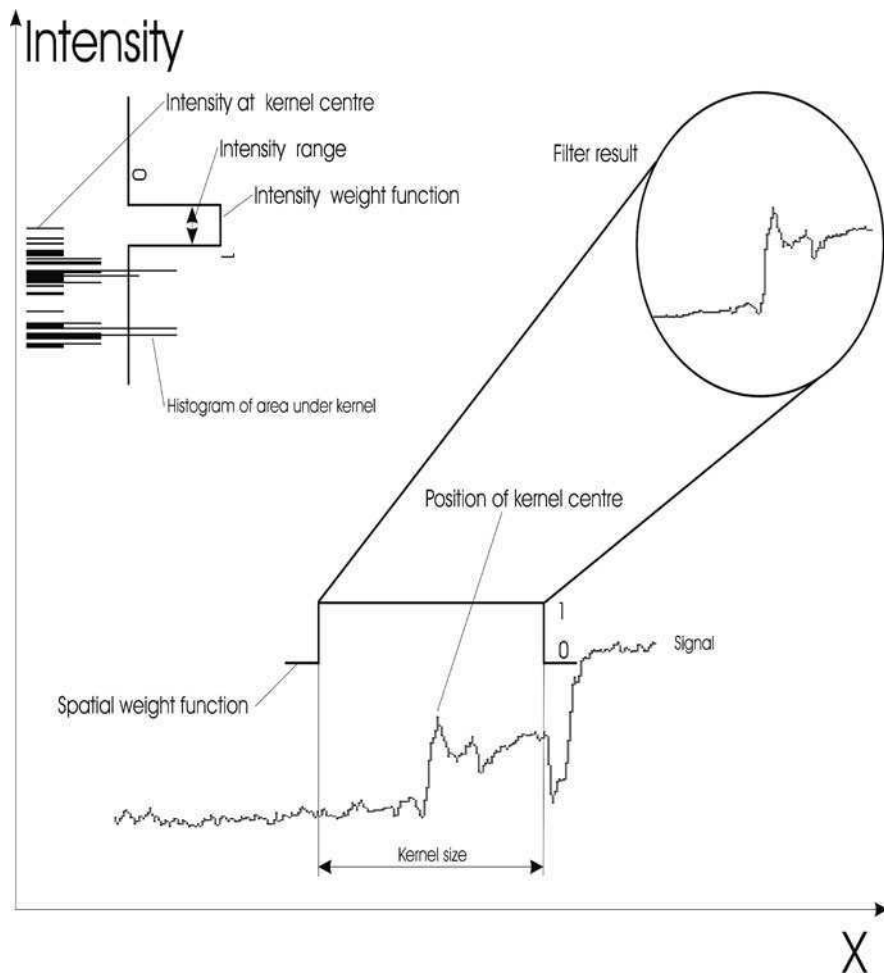 Intensity
Intensity at kernel centre
Intensity range
Intensity weight function
Filter result
0
1
Histogram of area under kernel
Position of kernel centre
1
0
Signal
Spatial weight function
Kernel size
X